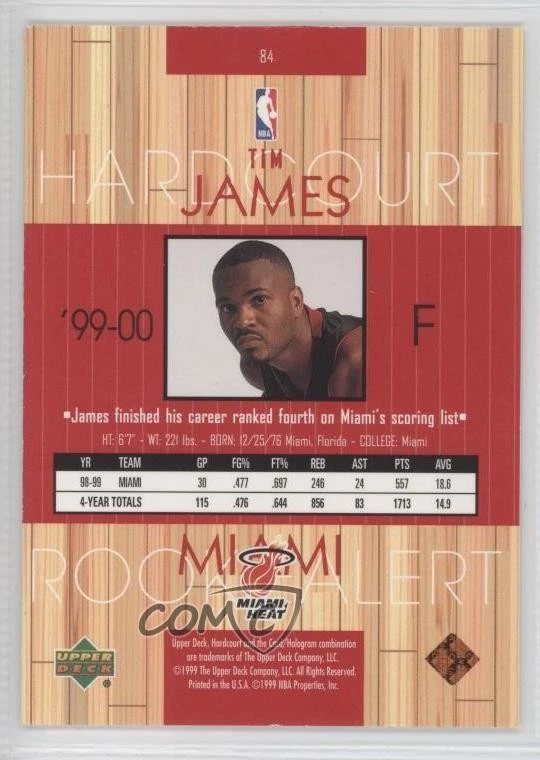 84
NBA
TIM
HARDCOURT
JAMES
'99-00
F
•James finished his career ranked fourth on Miami's scoring list•
HT: 6'7" - WT: 221 lbs. - BORN: 12/25/76 Miami, Florida - COLLEGE: Miami
YR TEAM GP FG% FT% REB AST PTS AVG
98-99 MIAMI 30 .477 .697 246 24 557 18.6
4-YEAR TOTALS 115 .476 .644 856 83 1713 14.9
MIAMI
ROOKIE ALERT
MIAMI
HEAT
COMC
Upper Deck, Hardcourt and the Card/Hologram combination
are trademarks of The Upper Deck Company, LLC.
©1999 The Upper Deck Company, LLC. All Rights Reserved.
Printed in the U.S.A. ©1999 NBA Properties, Inc.
UPPER
DECK